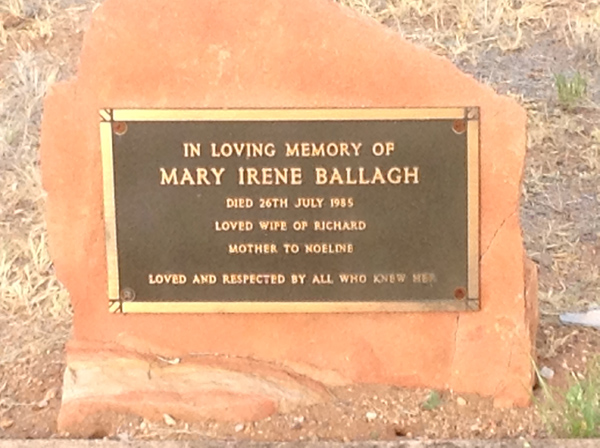 IN LOVING MEMORY OF
MARY IRENE BALLAGH
DIED 26TH JULY 1985
LOVED WIFE OF RICHARD
MOTHER TO NOELINE
LOVED AND RESPECTED BY ALL WHO KNEW HER